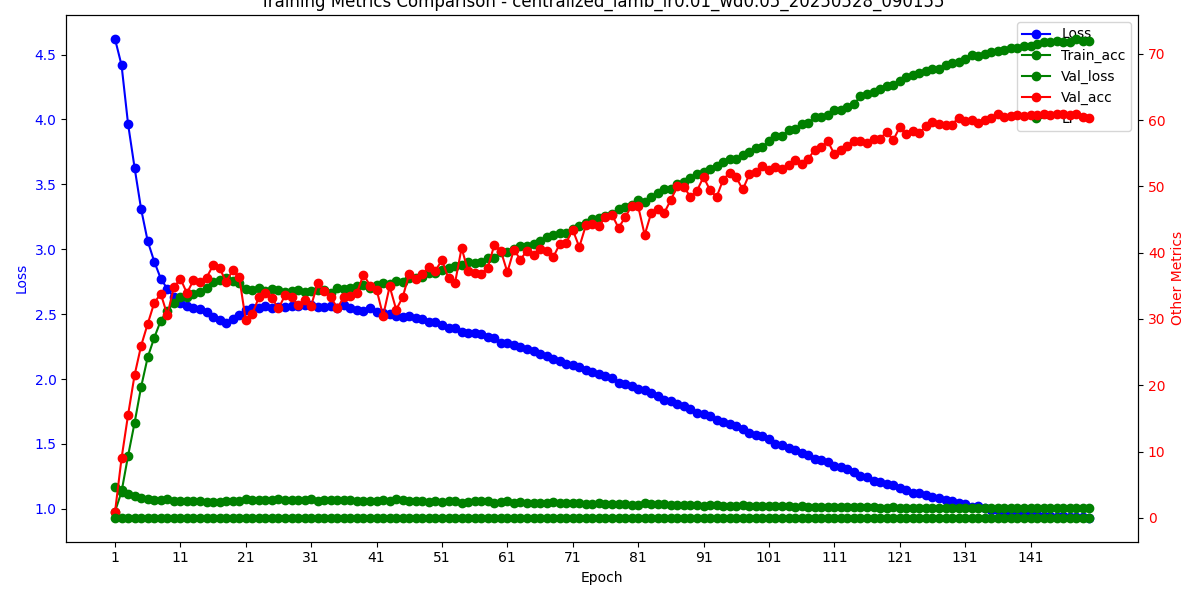 Training Metrics Comparison - centralized_lamb_lr0.01_wd0.05_20250528_090155
Loss
Train_acc
Val_loss
Val_acc
4.5
4.0
3.5
3.0
2.5
2.0
1.5
1.0
Loss
70
60
50
40
30
20
10
0
Other Metrics
1 11 21 31 41 51 61 71 81 91 101 111 121 131 141
Epoch